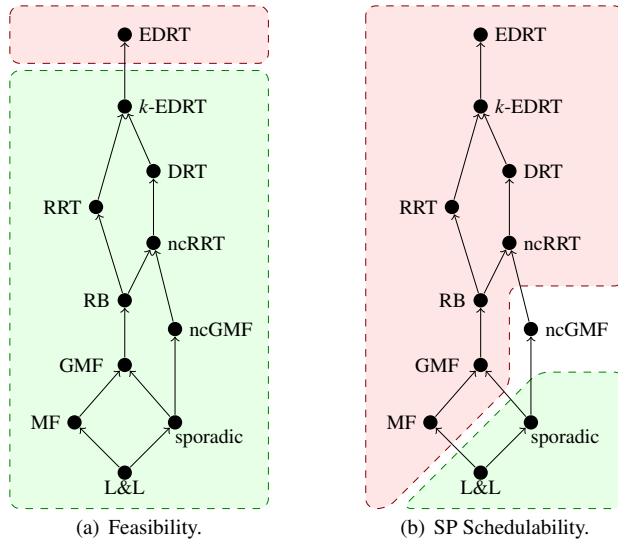 EDRT
k-EDRT
DRT
RRT
ncRRT
RB
ncGMF
GMF
MF
sporadic
L&L
(a) Feasibility.
EDRT
k-EDRT
DRT
RRT
ncRRT
RB
ncGMF
GMF
MF
sporadic
L&L
(b) SP Schedulability.